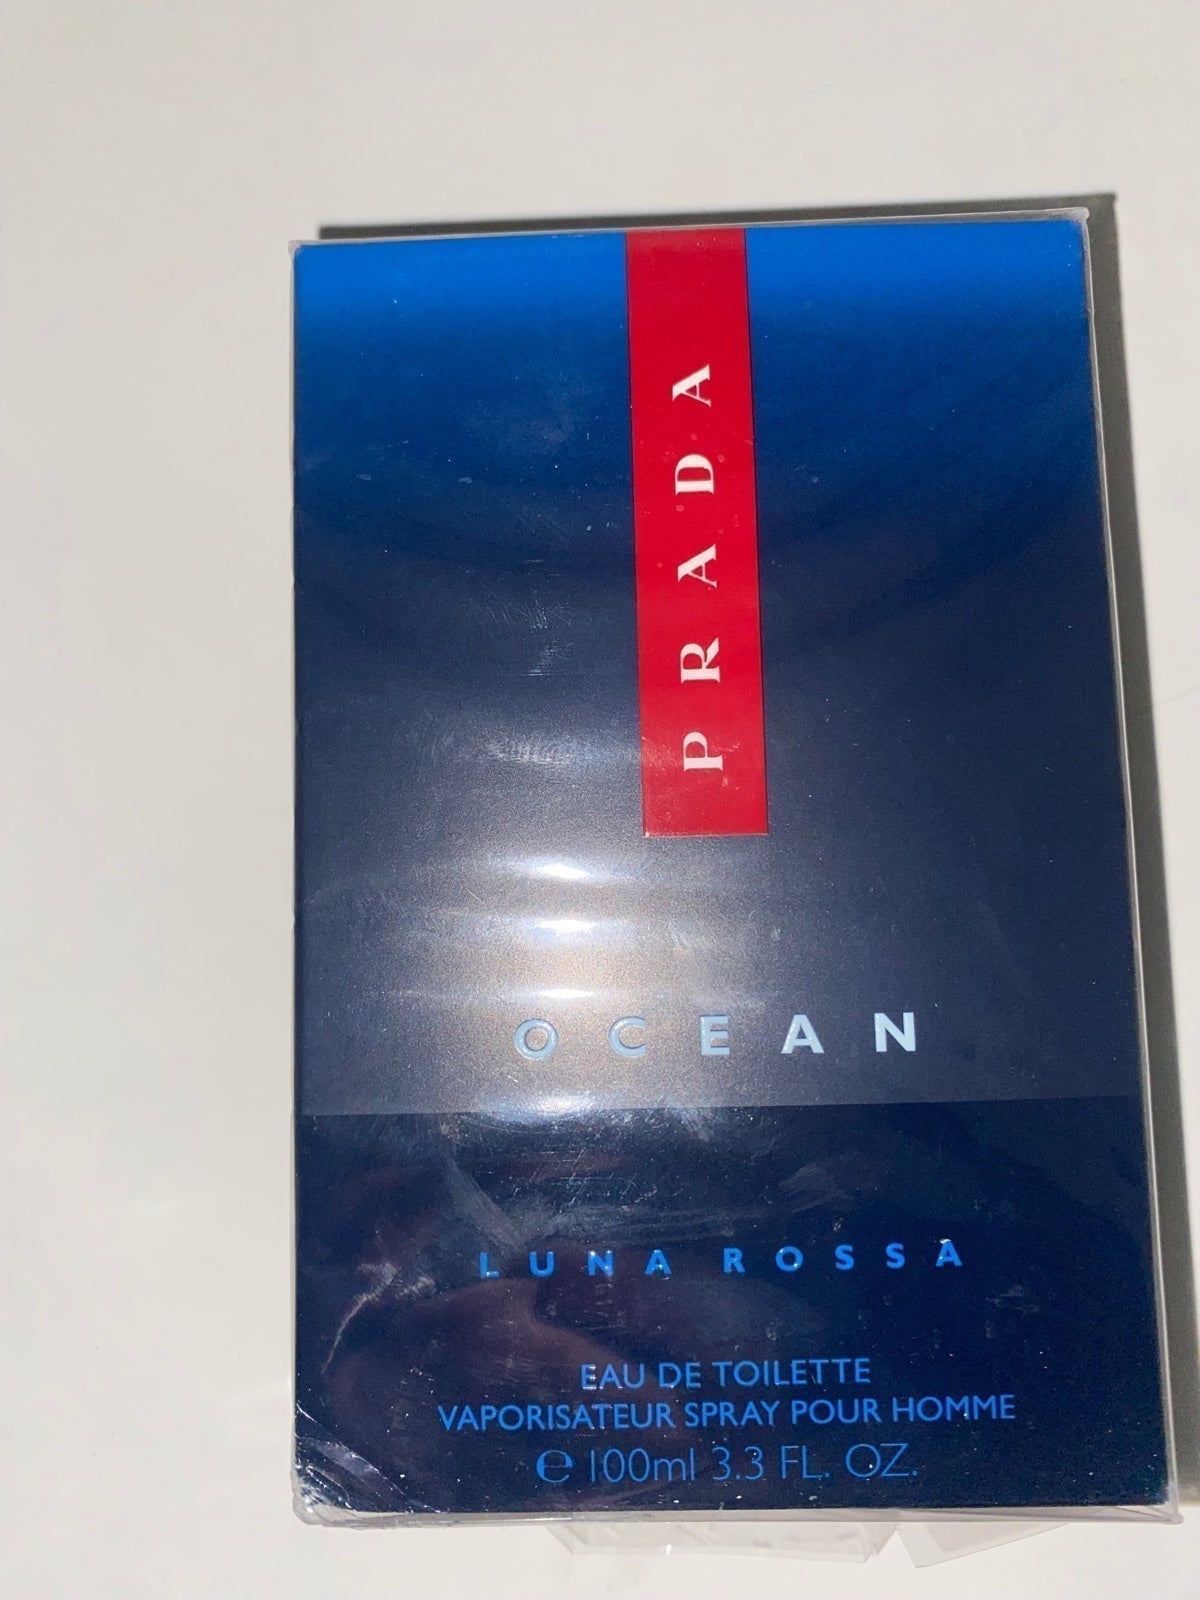 PRADA
OCEAN
LUNA ROSSA
EAU DE TOILETTE
VAPORISATEUR SPRAY POUR HOMME
℮ 100ml 3.3 FL. OZ.